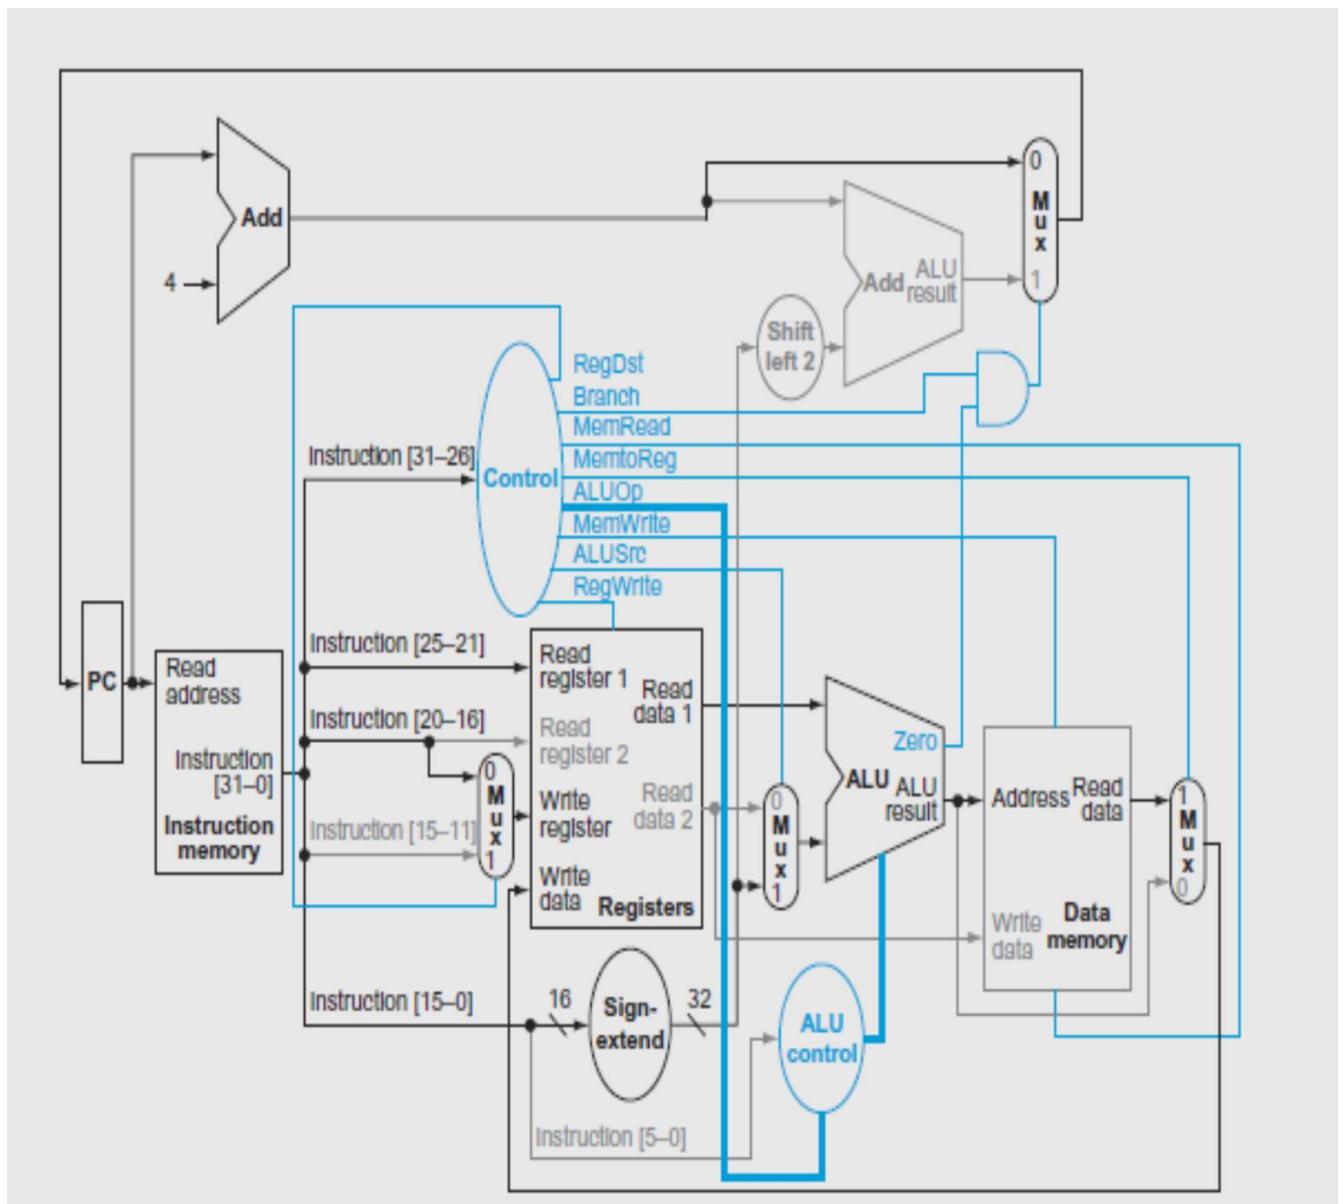 0
M
u
x
1
Add
4
Add
ALU
result
Shift
left 2
RegDst
Branch
MemRead
MemtoReg
ALUOp
MemWrite
ALUSrc
RegWrite
Instruction [31–26]
Control
PC
Read
address
Instruction
[31–0]
Instruction
memory
Instruction [25–21]
Instruction [20–16]
Instruction [15–11]
0
M
u
x
1
Read
register 1
Read
data 1
Read
register 2
Write
register
Read
data 2
Write
data
Registers
0
M
u
x
1
Zero
ALU
ALU
result
Address
Read
data
Write
data
Data
memory
1
M
u
x
0
Instruction [15–0]
16
Sign-
extend
32
ALU
control
Instruction [5–0]